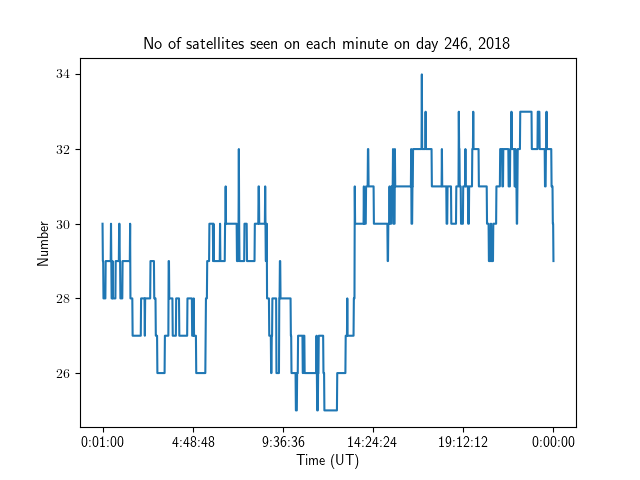 No of satellites seen on each minute on day 246, 2018
34
32
30
28
26
Number
0:01:00 4:48:48 9:36:36 14:24:24 19:12:12 0:00:00
Time (UT)